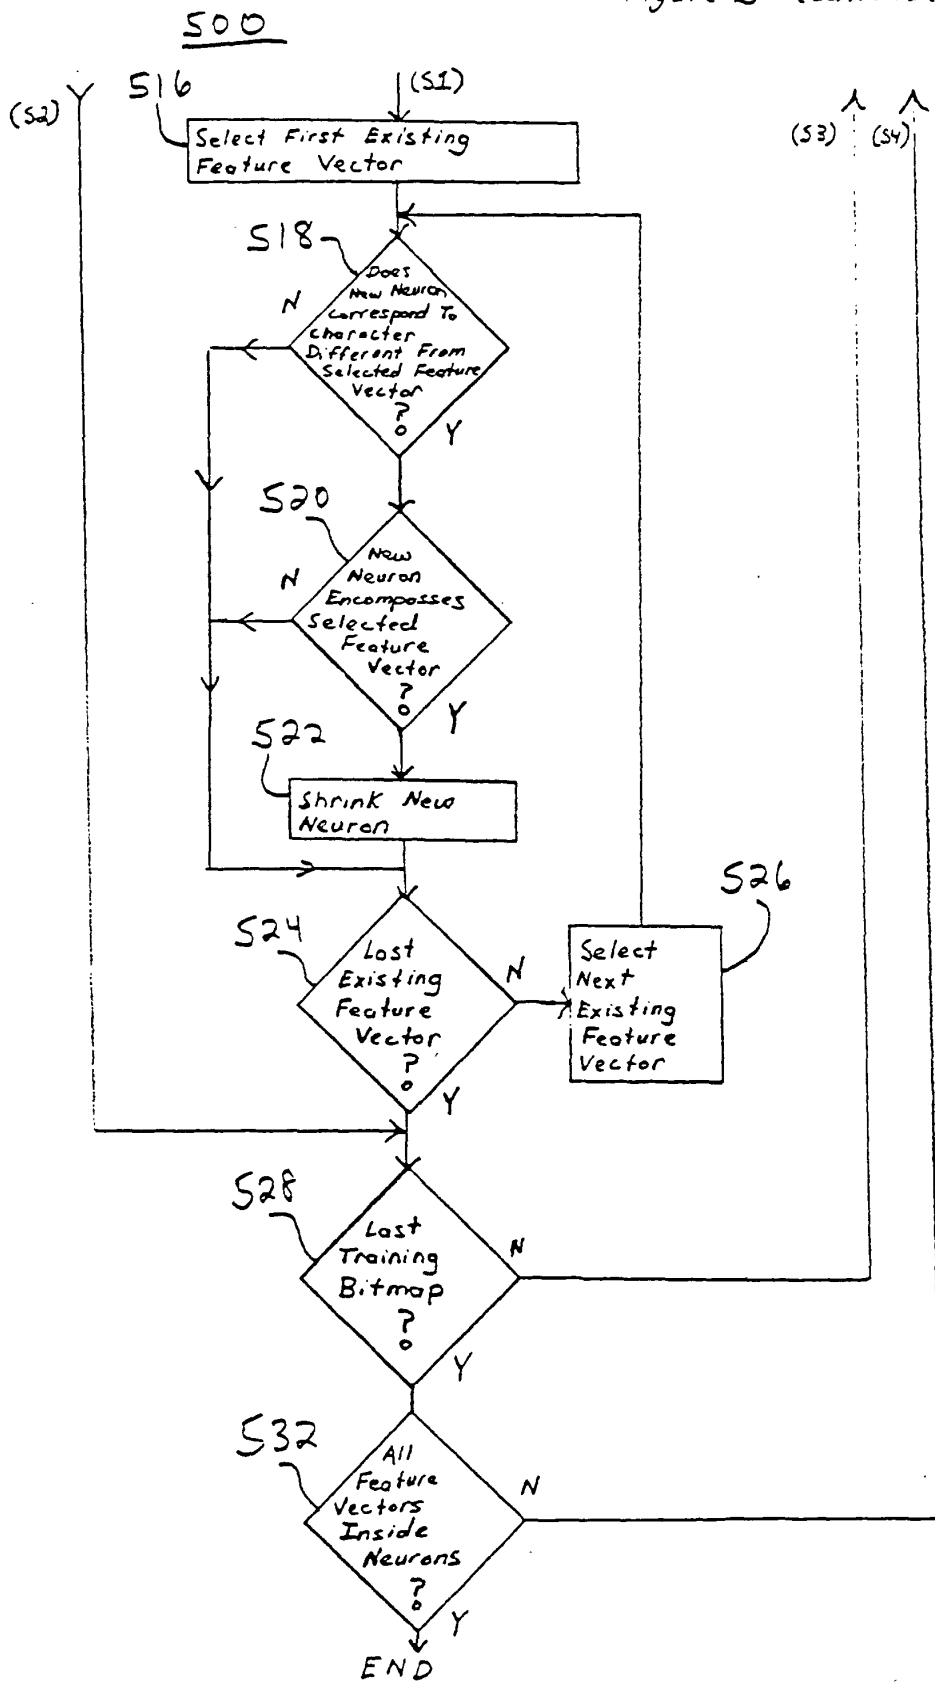 500
516
(S1)
(S2)
(S3)
(S4)
Select First Existing
Feature Vector
518
Does
New Neuron
Correspond To
Character
Different From
Selected Feature
Vector
?
N
Y
520
New
Neuron
Encompasses
Selected
Feature
Vector
?
N
Y
522
Shrink New
Neuron
524
Last
Existing
Feature
Vector
?
N
Y
526
Select
Next
Existing
Feature
Vector
528
Last
Training
Bitmap
?
N
Y
532
All
Feature
Vectors
Inside
Neurons
?
N
Y
END